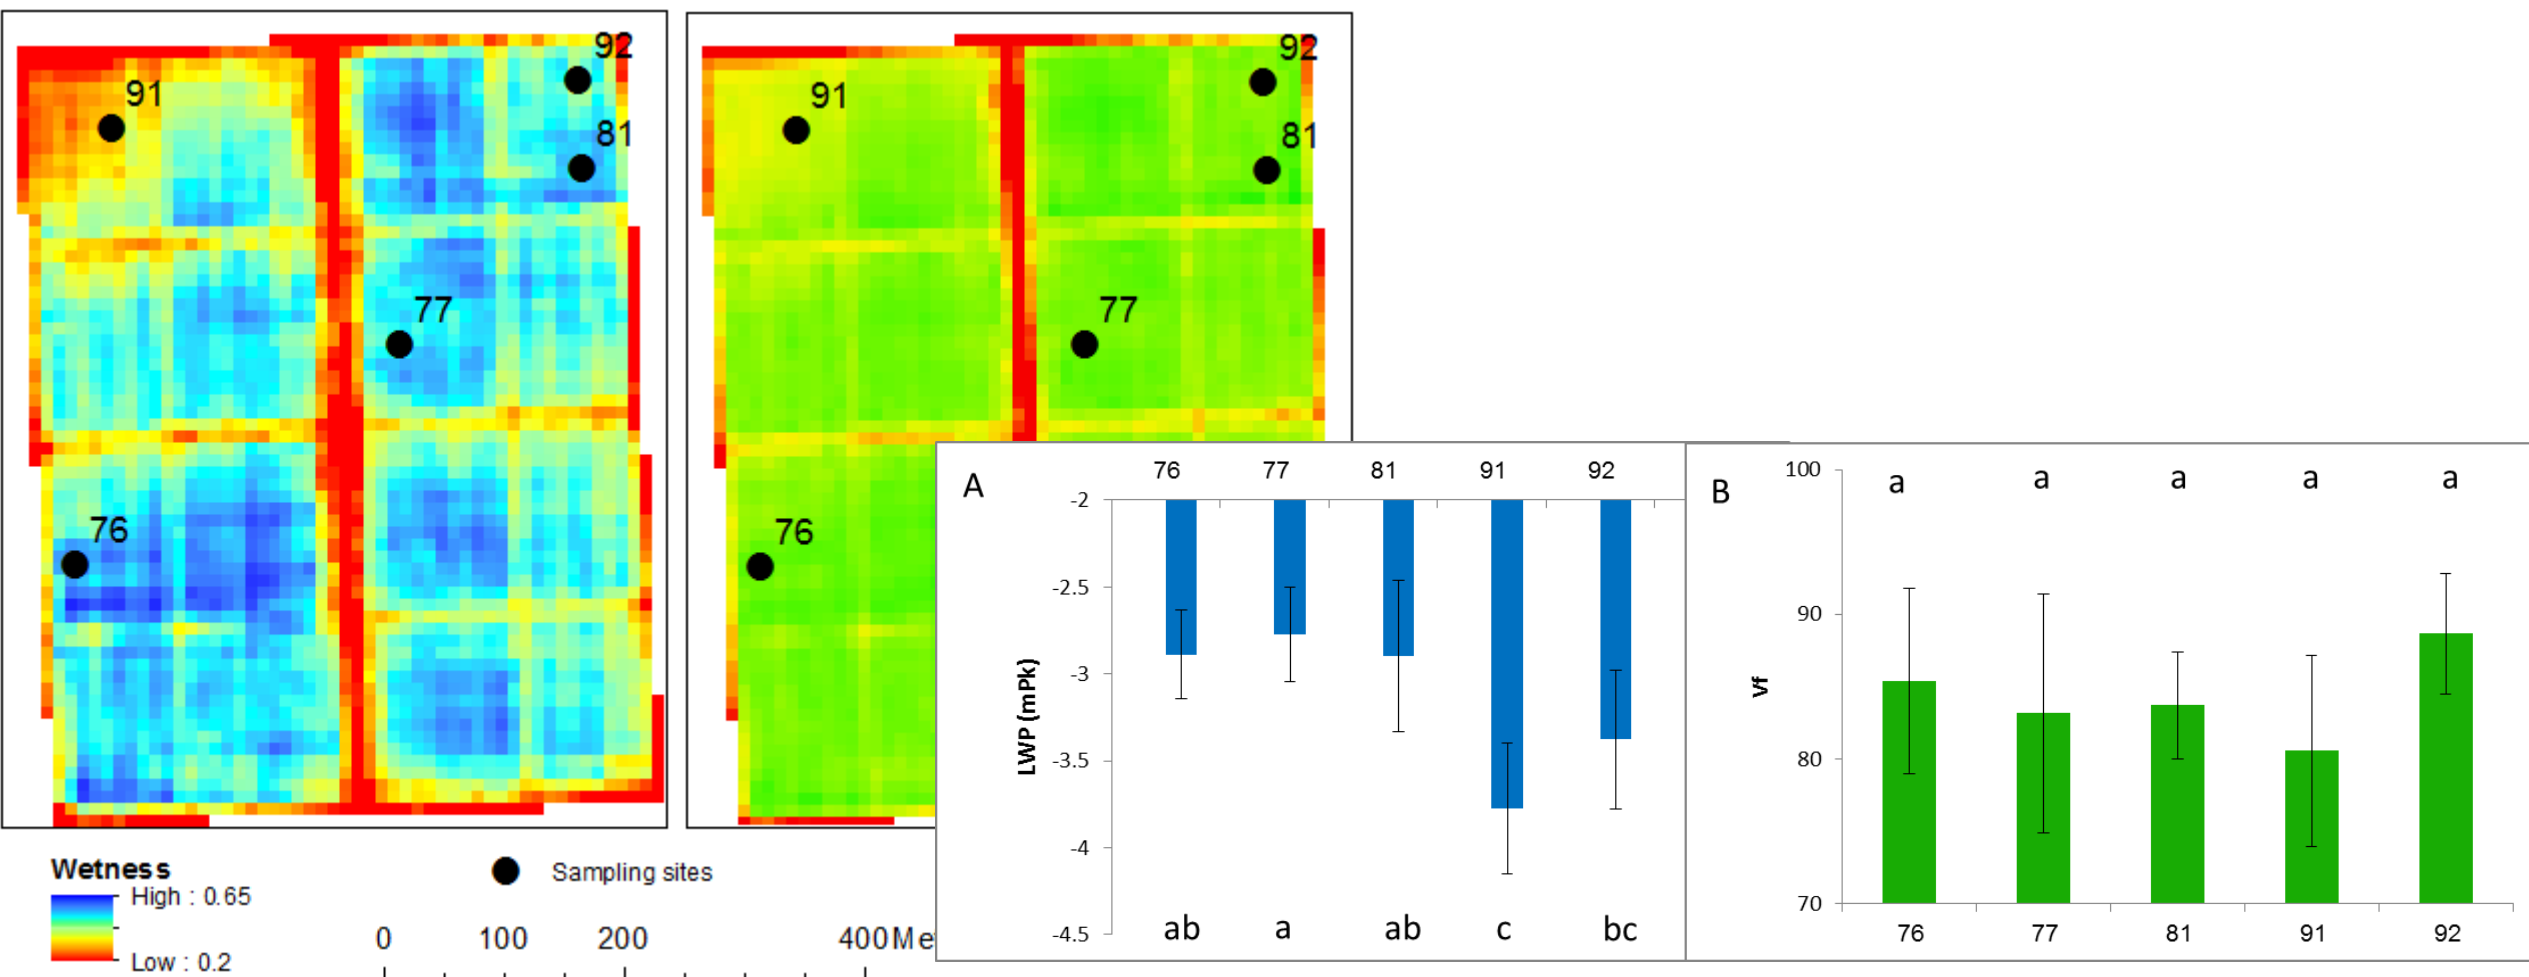 92
91
81
77
76
Wetness
High : 0.65
Low : 0.2
Sampling sites
0 100 200 400 Me
92
91
81
77
76
A
76 77 81 91 92
-2
-2.5
-3
-3.5
-4
-4.5
LWP (mPk)
ab a ab c bc
B
a a a a a
100
90
80
70
Vf
76 77 81 91 92